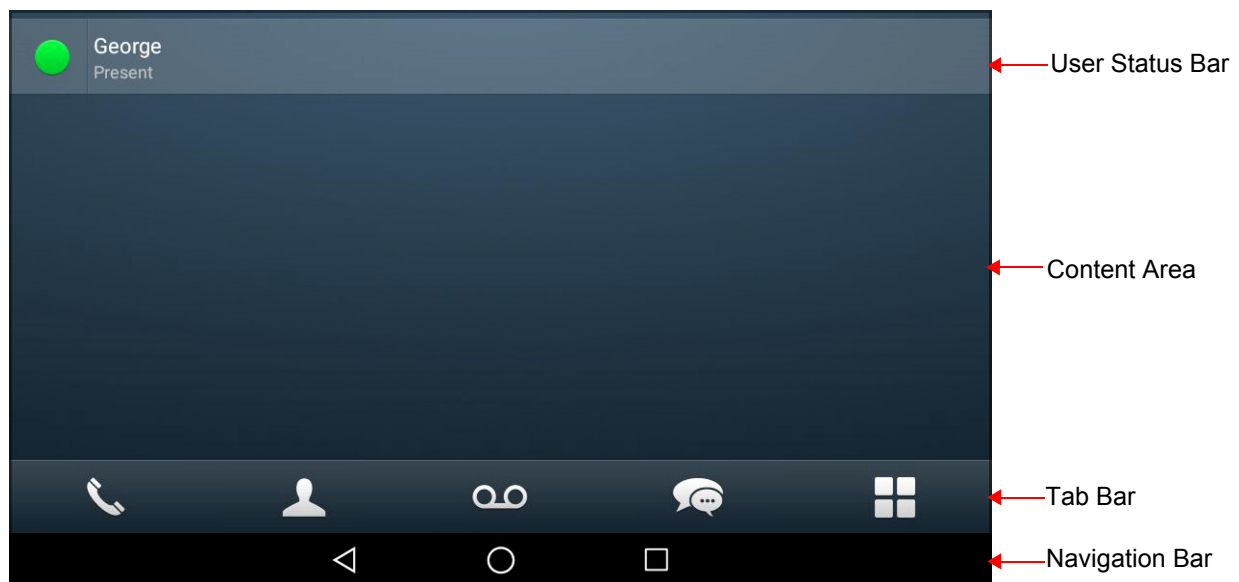 George
Present
User Status Bar
Content Area
Tab Bar
Navigation Bar